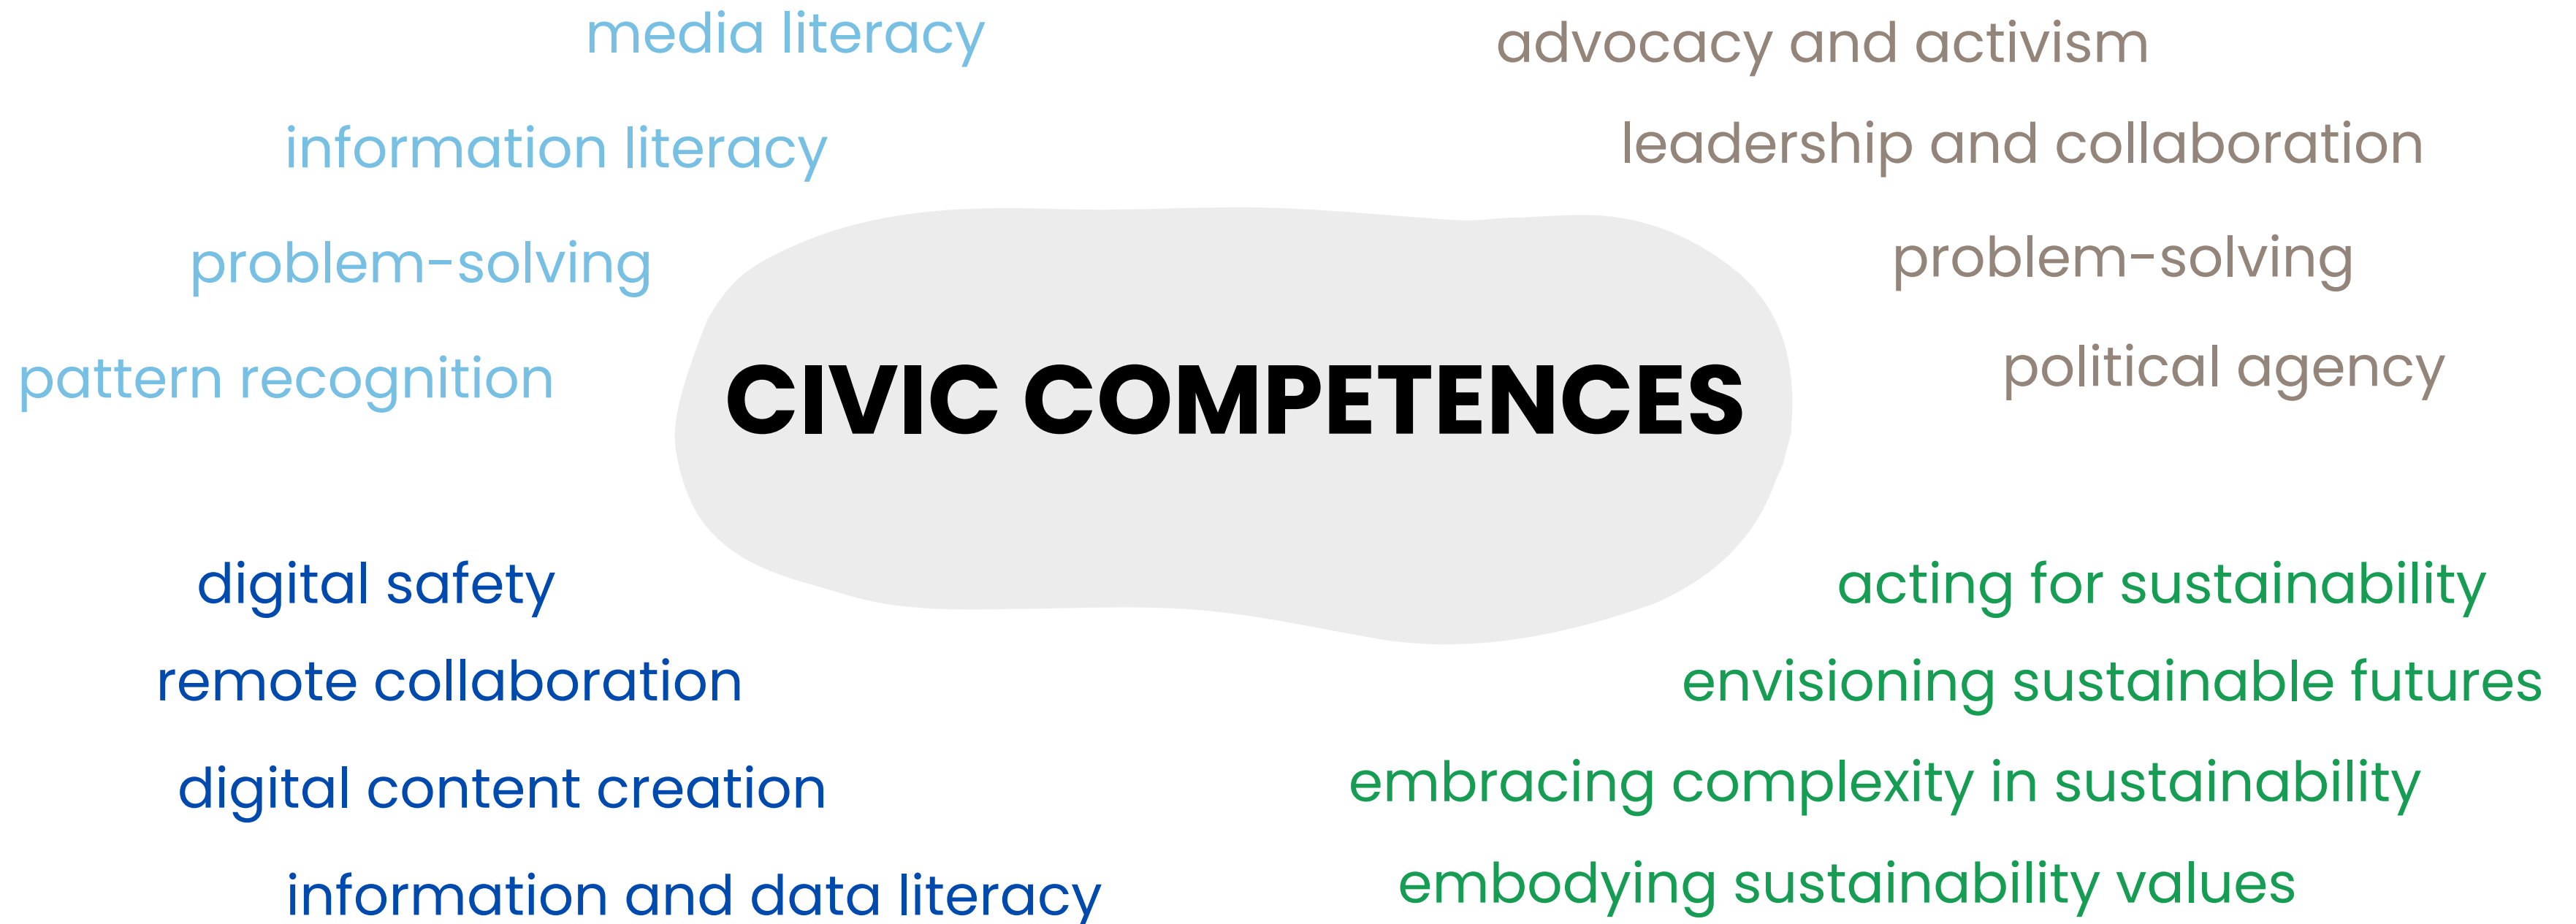 media literacy
information literacy
problem-solving
pattern recognition
advocacy and activism
leadership and collaboration
problem-solving
political agency
CIVIC COMPETENCES
digital safety
remote collaboration
digital content creation
information and data literacy
acting for sustainability
envisioning sustainable futures
embracing complexity in sustainability
embodying sustainability values